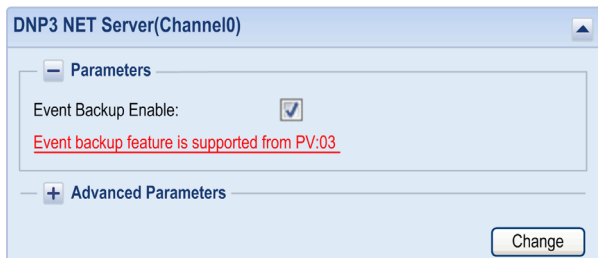 DNP3 NET Server(Channel0)
Parameters
Event Backup Enable:
Event backup feature is supported from PV:03
Advanced Parameters
Change